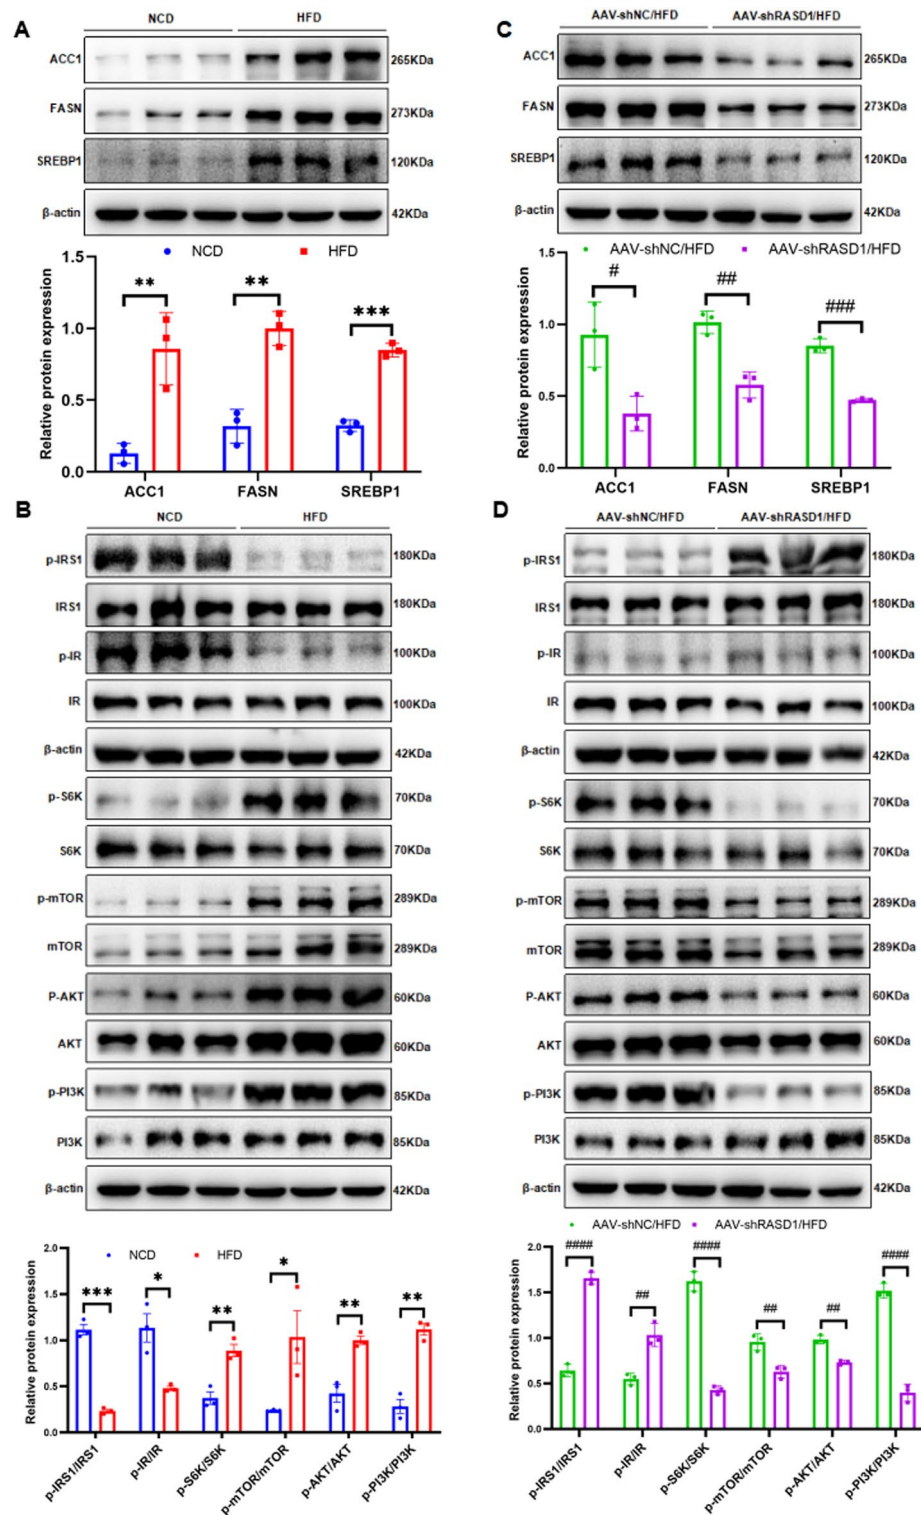 A
NCD HFD
ACC1 265KDa
FASN 273KDa
SREBP1 120KDa
β-actin 42KDa
NCD HFD
Relative protein expression
1.5
1.0
0.5
0.0
** ** ***
ACC1 FASN SREBP1
B
NCD HFD
p-IRS1 180KDa
IRS1 180KDa
p-IR 100KDa
IR 100KDa
β-actin 42KDa
p-S6K 70KDa
S6K 70KDa
p-mTOR 289KDa
mTOR 289KDa
P-AKT 60KDa
AKT 60KDa
p-PI3K 85KDa
PI3K 85KDa
β-actin 42KDa
NCD HFD
Relative protein expression
2.0
1.5
1.0
0.5
0.0
*** * ** * ** **
p-IRS1/IRS1 p-IR/IR p-S6K/S6K p-mTOR/mTOR p-AKT/AKT p-PI3K/PI3K
C
AAV-shNC/HFD AAV-shRASD1/HFD
ACC1 265KDa
FASN 273KDa
SREBP1 120KDa
β-actin 42KDa
AAV-shNC/HFD AAV-shRASD1/HFD
Relative protein expression
1.5
1.0
0.5
0.0
# ## ###
ACC1 FASN SREBP1
D
AAV-shNC/HFD AAV-shRASD1/HFD
p-IRS1 180KDa
IRS1 180KDa
p-IR 100KDa
IR 100KDa
β-actin 42KDa
p-S6K 70KDa
S6K 70KDa
p-mTOR 289KDa
mTOR 289KDa
P-AKT 60KDa
AKT 60KDa
p-PI3K 85KDa
PI3K 85KDa
β-actin 42KDa
AAV-shNC/HFD AAV-shRASD1/HFD
Relative protein expression
2.0
1.5
1.0
0.5
0.0
#### ## #### ## ## ####
p-IRS1/IRS1 p-IR/IR p-S6K/S6K p-mTOR/mTOR p-AKT/AKT p-PI3K/PI3K